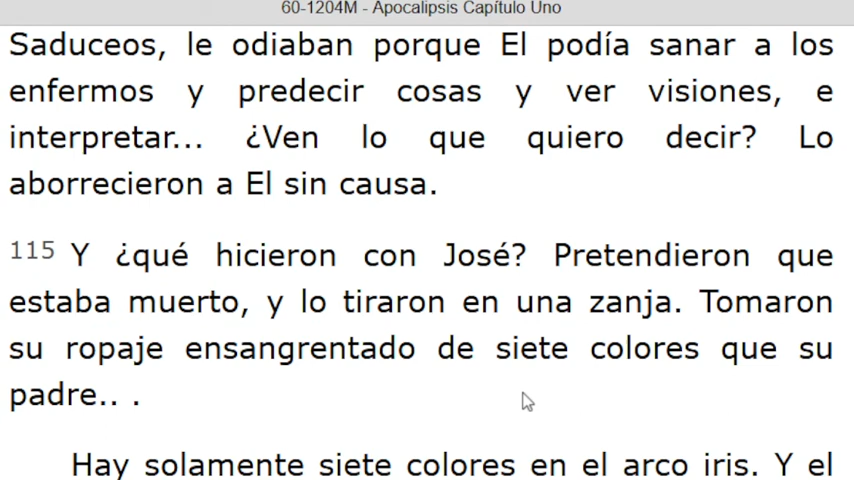 60-1204M - Apocalipsis Capítulo Uno
Saduceos, le odiaban porque El podía sanar a los
enfermos y predecir cosas y ver visiones, e
interpretar... ¿Ven lo que quiero decir? Lo
aborrecieron a El sin causa.
115 Y ¿qué hicieron con José? Pretendieron que
estaba muerto, y lo tiraron en una zanja. Tomaron
su ropaje ensangrentado de siete colores que su
padre.. .
Hay solamente siete colores en el arco iris. Y el